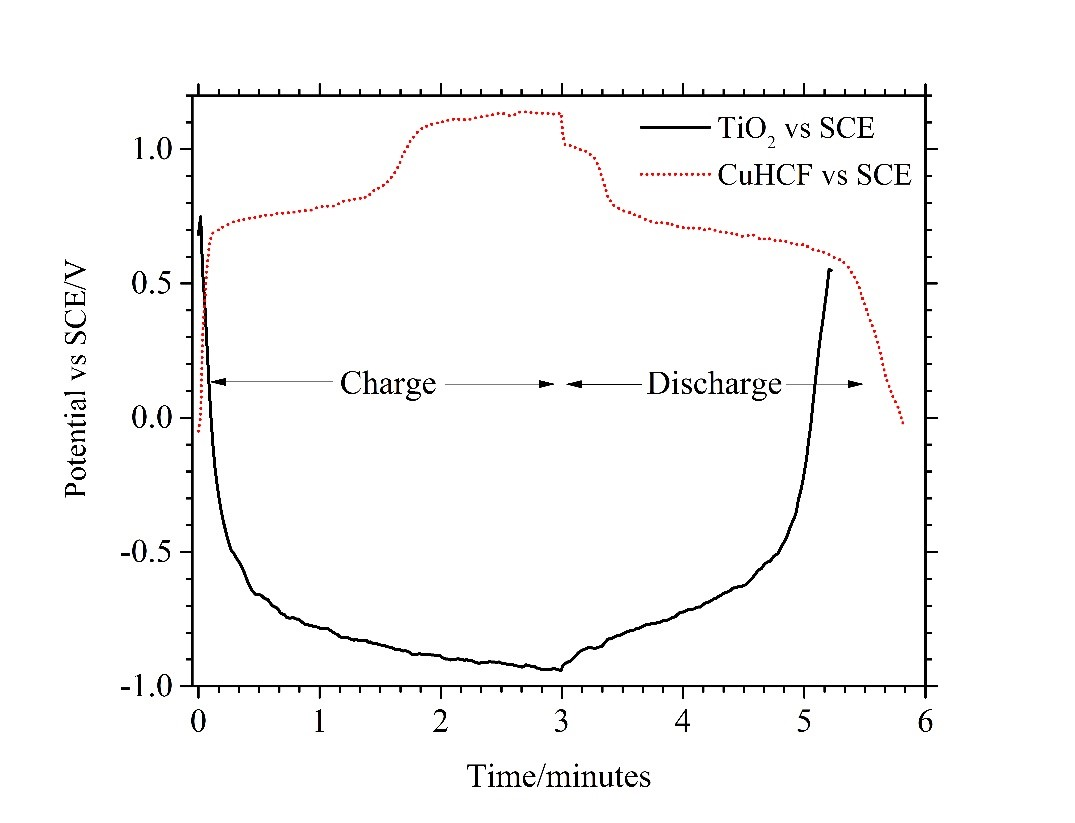 TiO2 vs SCE
CuHCF vs SCE
1.0
0.5
0.0
-0.5
-1.0
Potential vs SCE/V
Charge
Discharge
0 1 2 3 4 5 6
Time/minutes